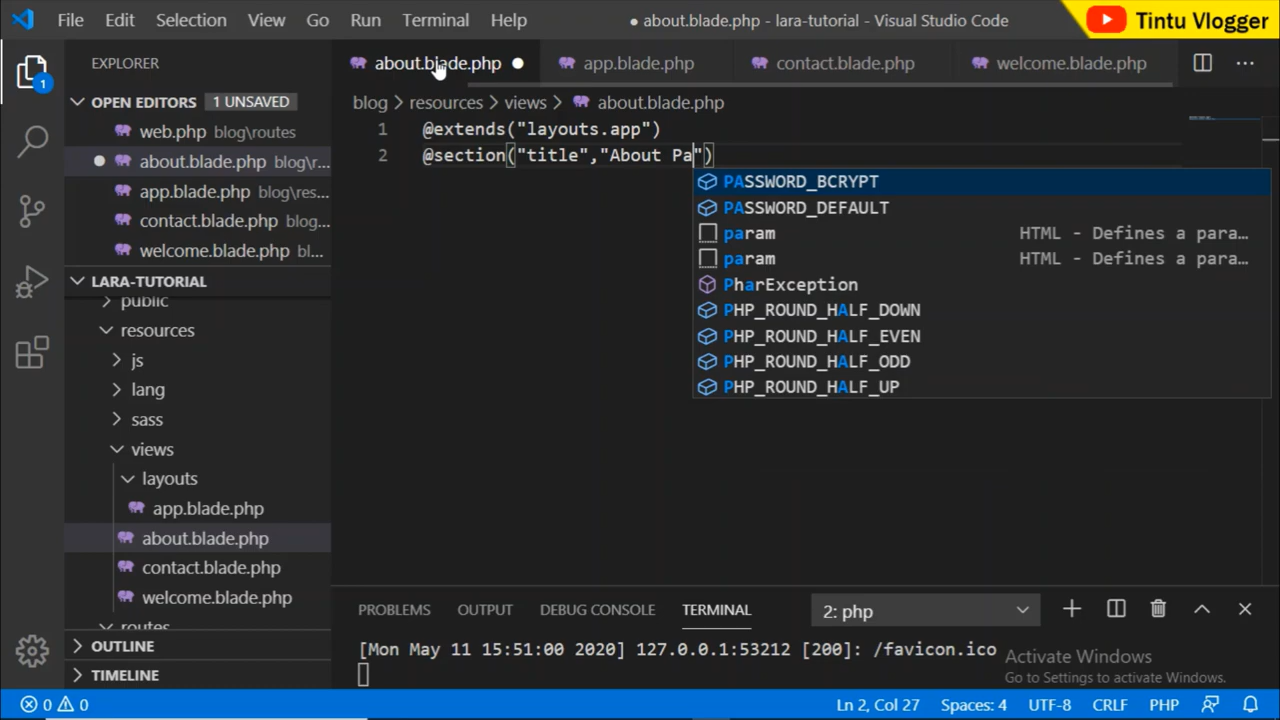 File Edit Selection View Go Run Terminal Help
● about.blade.php - lara-tutorial - Visual Studio Code
Tintu Vlogger
EXPLORER
about.blade.php
app.blade.php
contact.blade.php
welcome.blade.php
1
OPEN EDITORS 1 UNSAVED
web.php blog\routes
about.blade.php blog\r...
app.blade.php blog\res...
contact.blade.php blog...
welcome.blade.php bl...
LARA-TUTORIAL
public
resources
js
lang
sass
views
layouts
app.blade.php
about.blade.php
contact.blade.php
welcome.blade.php
routes
OUTLINE
TIMELINE
blog > resources > views > about.blade.php
1 @extends("layouts.app")
2 @section("title","About Pa")
PASSWORD_BCRYPT
PASSWORD_DEFAULT
param HTML - Defines a para...
param HTML - Defines a para...
PharException
PHP_ROUND_HALF_DOWN
PHP_ROUND_HALF_EVEN
PHP_ROUND_HALF_ODD
PHP_ROUND_HALF_UP
PROBLEMS OUTPUT DEBUG CONSOLE TERMINAL 2: php
[Mon May 11 15:51:00 2020] 127.0.0.1:53212 [200]: /favicon.ico
Activate Windows
Go to Settings to activate Windows.
0 0 Ln 2, Col 27 Spaces: 4 UTF-8 CRLF PHP